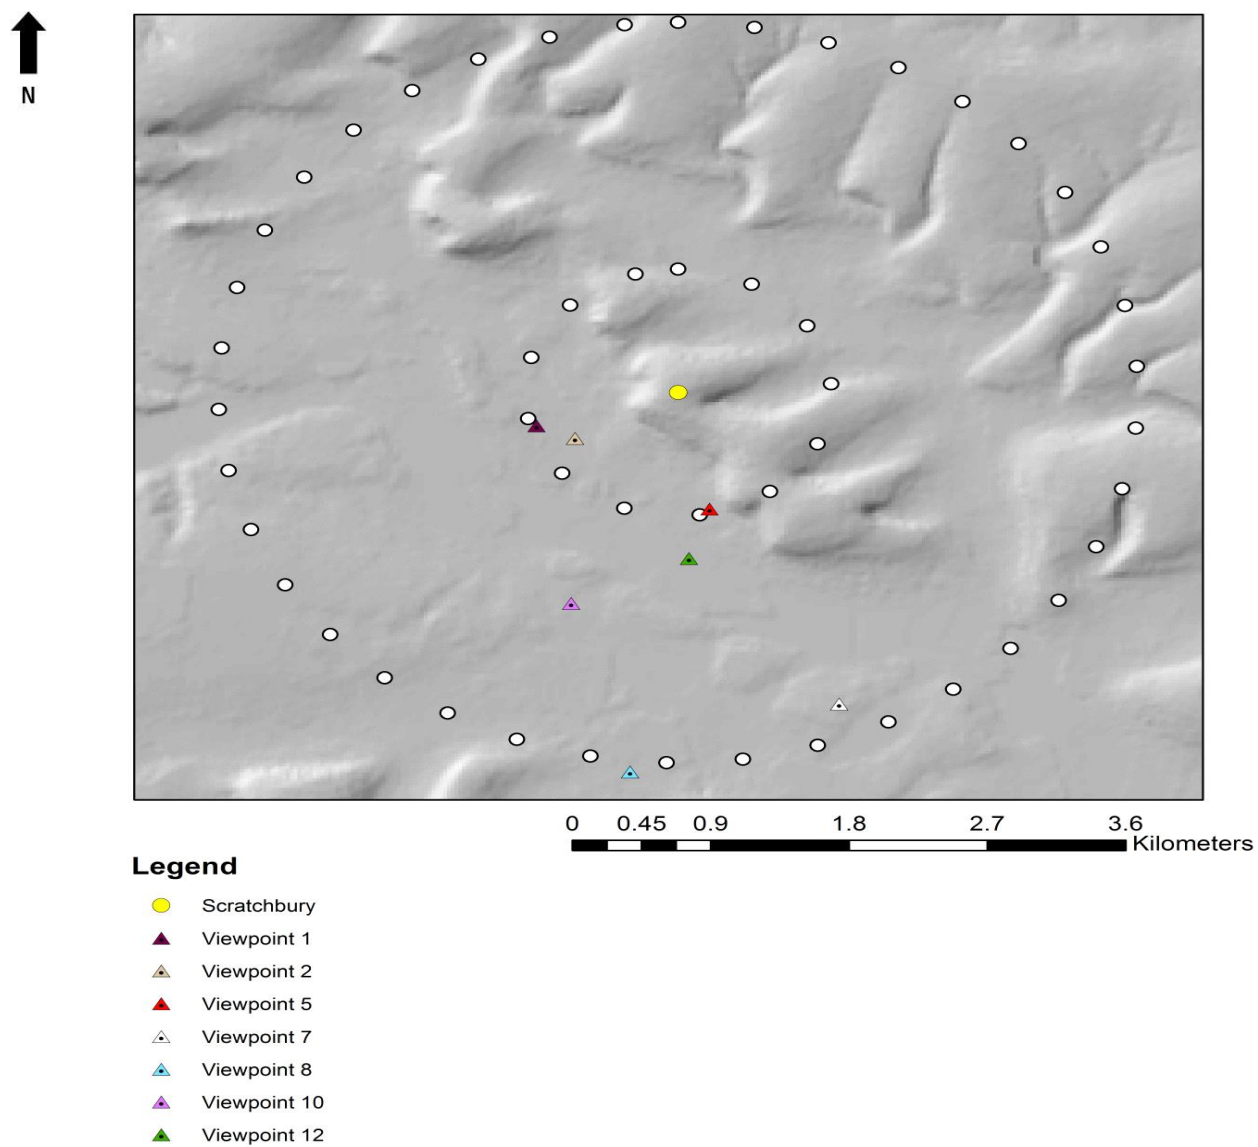 N
0 0.45 0.9 1.8 2.7 3.6
Kilometers
Legend
Scratchbury
Viewpoint 1
Viewpoint 2
Viewpoint 5
Viewpoint 7
Viewpoint 8
Viewpoint 10
Viewpoint 12